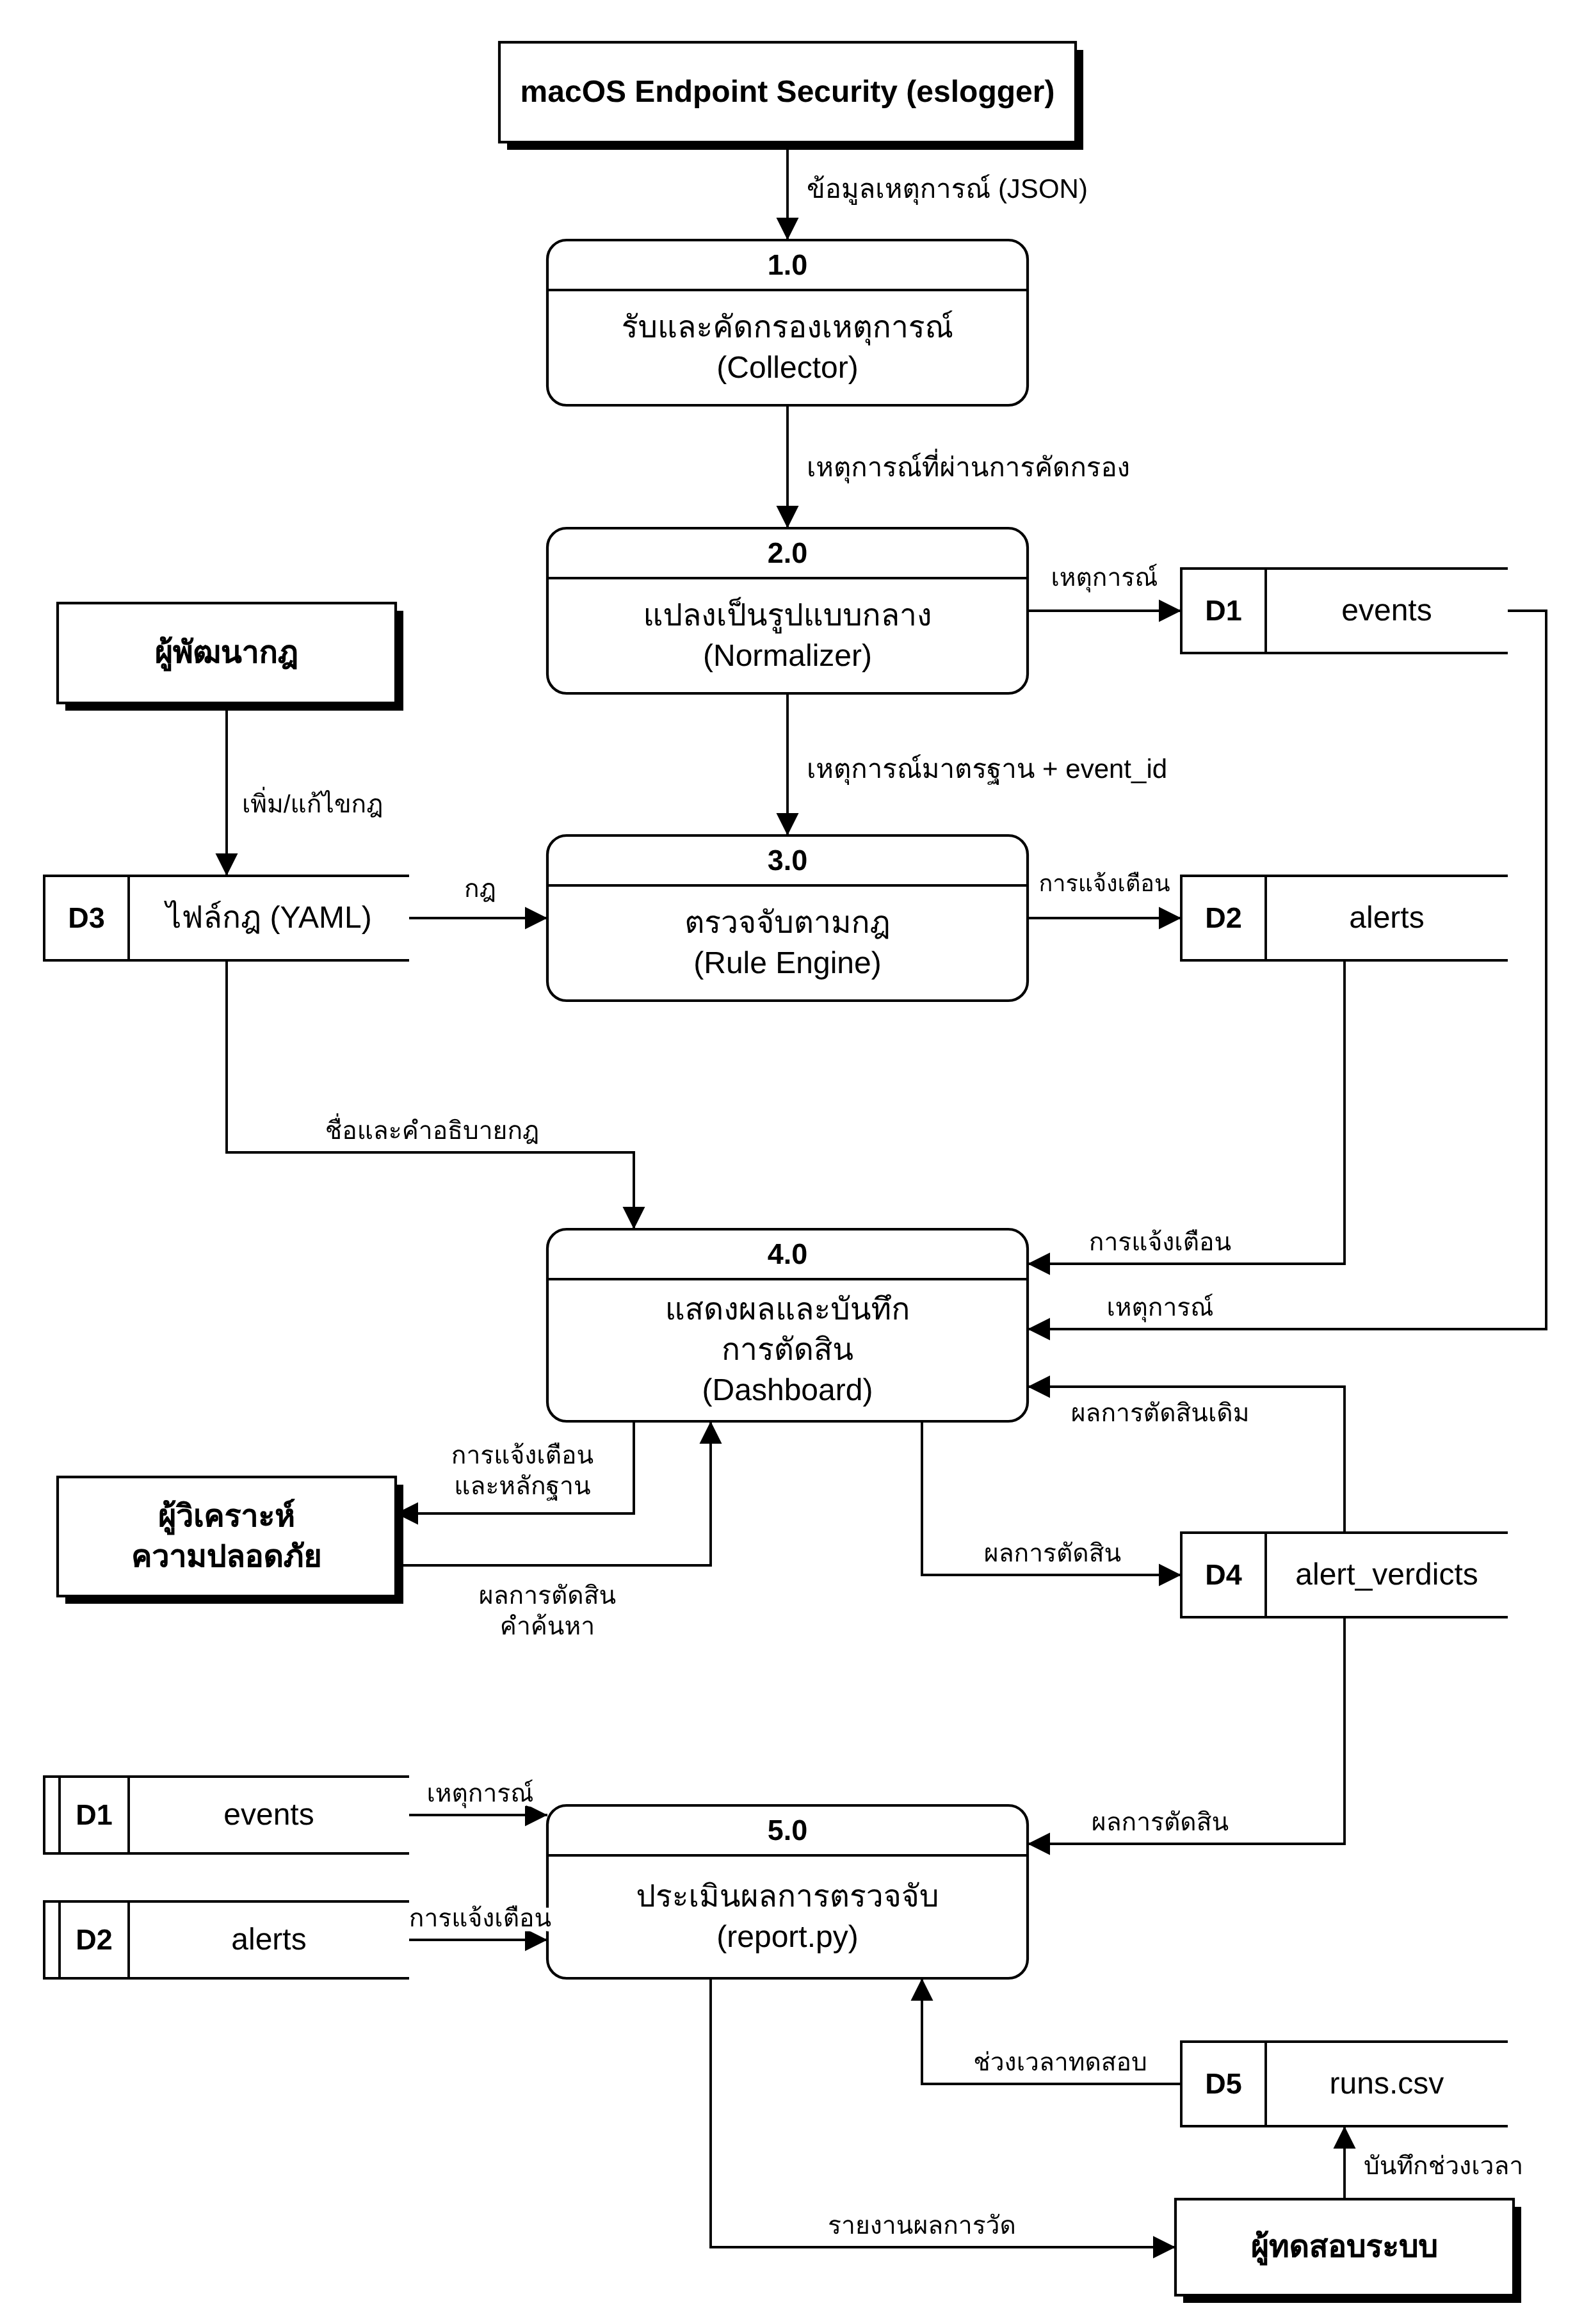 macOS Endpoint Security (eslogger)
ข้อมูลเหตุการณ์ (JSON)
1.0
รับและคัดกรองเหตุการณ์
(Collector)
เหตุการณ์ที่ผ่านการคัดกรอง
2.0
แปลงเป็นรูปแบบกลาง
(Normalizer)
เหตุการณ์
D1
events
ผู้พัฒนากฎ
เหตุการณ์มาตรฐาน + event_id
เพิ่ม/แก้ไขกฎ
D3
ไฟล์กฎ (YAML)
กฎ
3.0
ตรวจจับตามกฎ
(Rule Engine)
การแจ้งเตือน
D2
alerts
ชื่อและคำอธิบายกฎ
4.0
แสดงผลและบันทึก
การตัดสิน
(Dashboard)
การแจ้งเตือน
เหตุการณ์
ผลการตัดสินเดิม
การแจ้งเตือน
และหลักฐาน
ผู้วิเคราะห์
ความปลอดภัย
ผลการตัดสิน
คำค้นหา
ผลการตัดสิน
D4
alert_verdicts
D1
events
เหตุการณ์
D2
alerts
การแจ้งเตือน
5.0
ประเมินผลการตรวจจับ
(report.py)
ผลการตัดสิน
ช่วงเวลาทดสอบ
D5
runs.csv
บันทึกช่วงเวลา
รายงานผลการวัด
ผู้ทดสอบระบบ